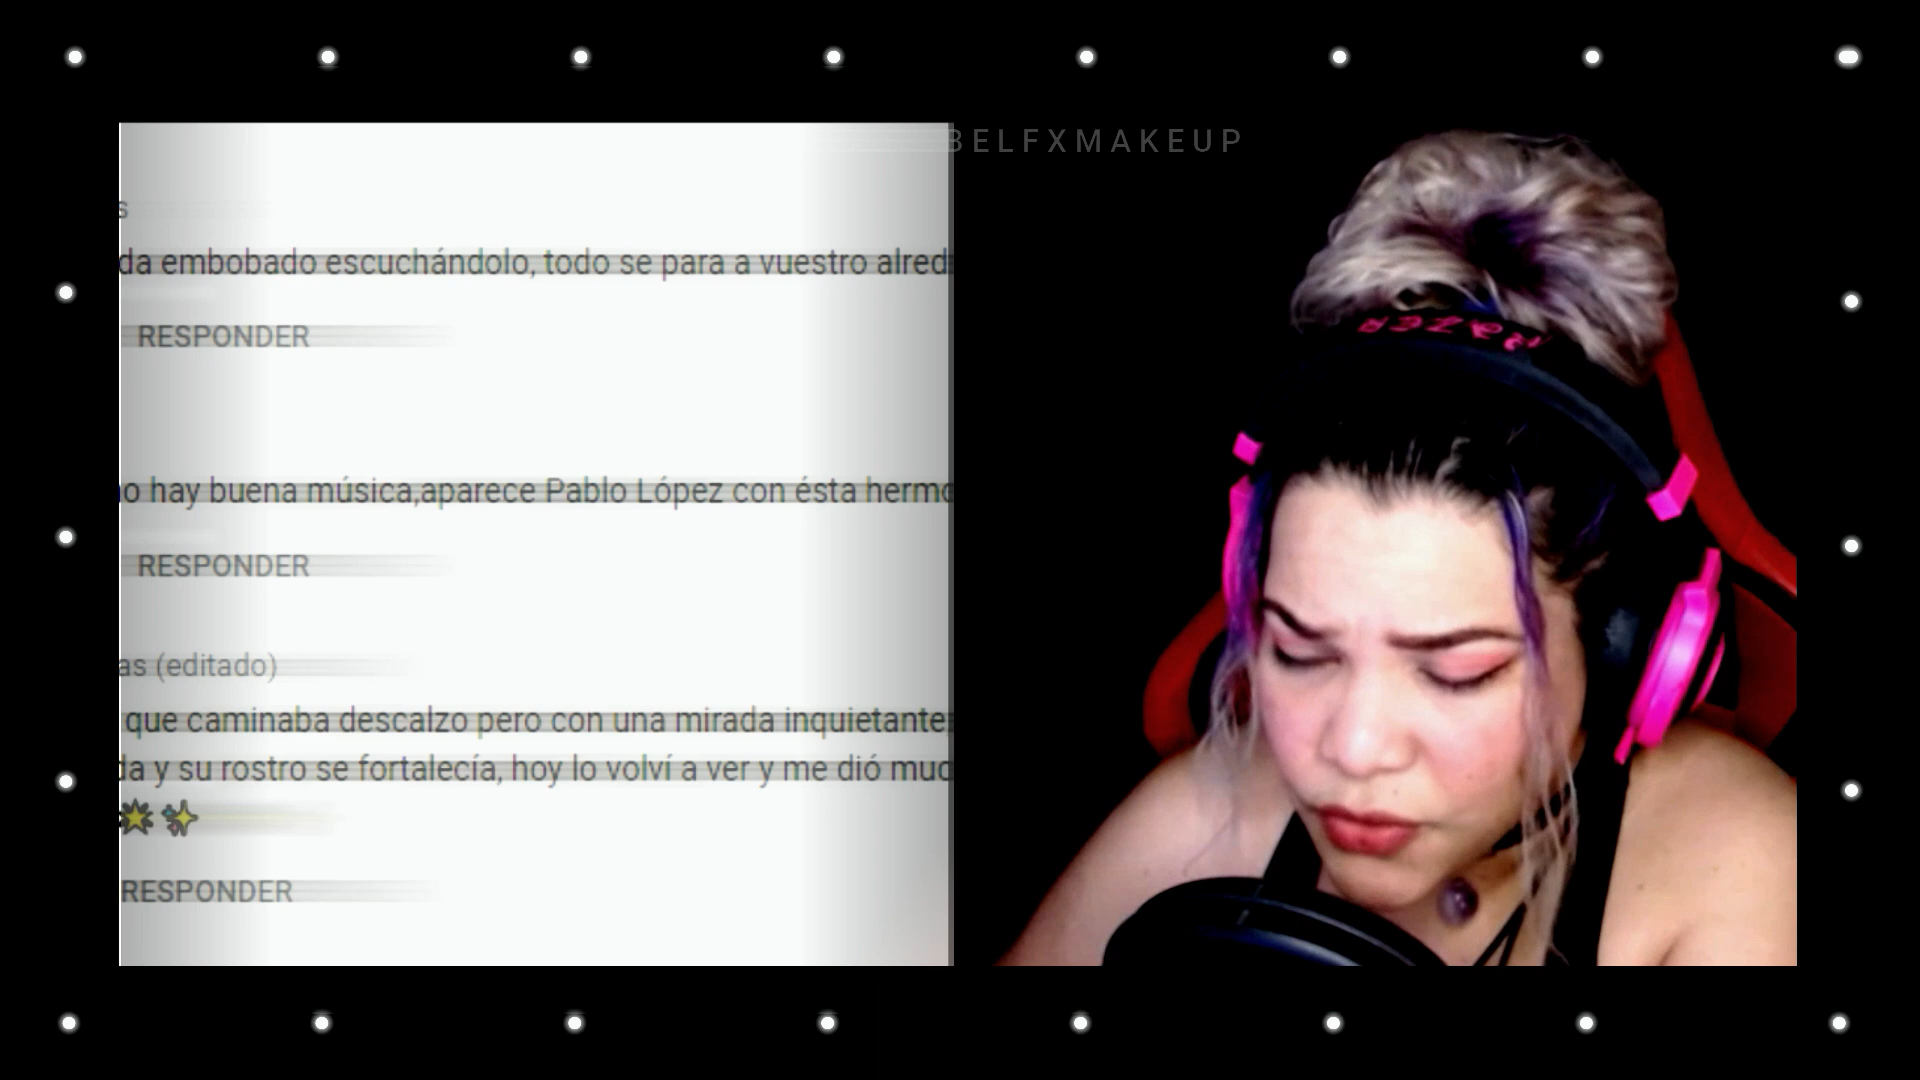 BELFXMAKEUP
s
da embobado escuchándolo, todo se para a vuestro alred
RESPONDER
o hay buena música,aparece Pablo López con ésta hermo
RESPONDER
as (editado)
que caminaba descalzo pero con una mirada inquietante
da y su rostro se fortalecía, hoy lo volví a ver y me dió muc
RESPONDER
RAZER